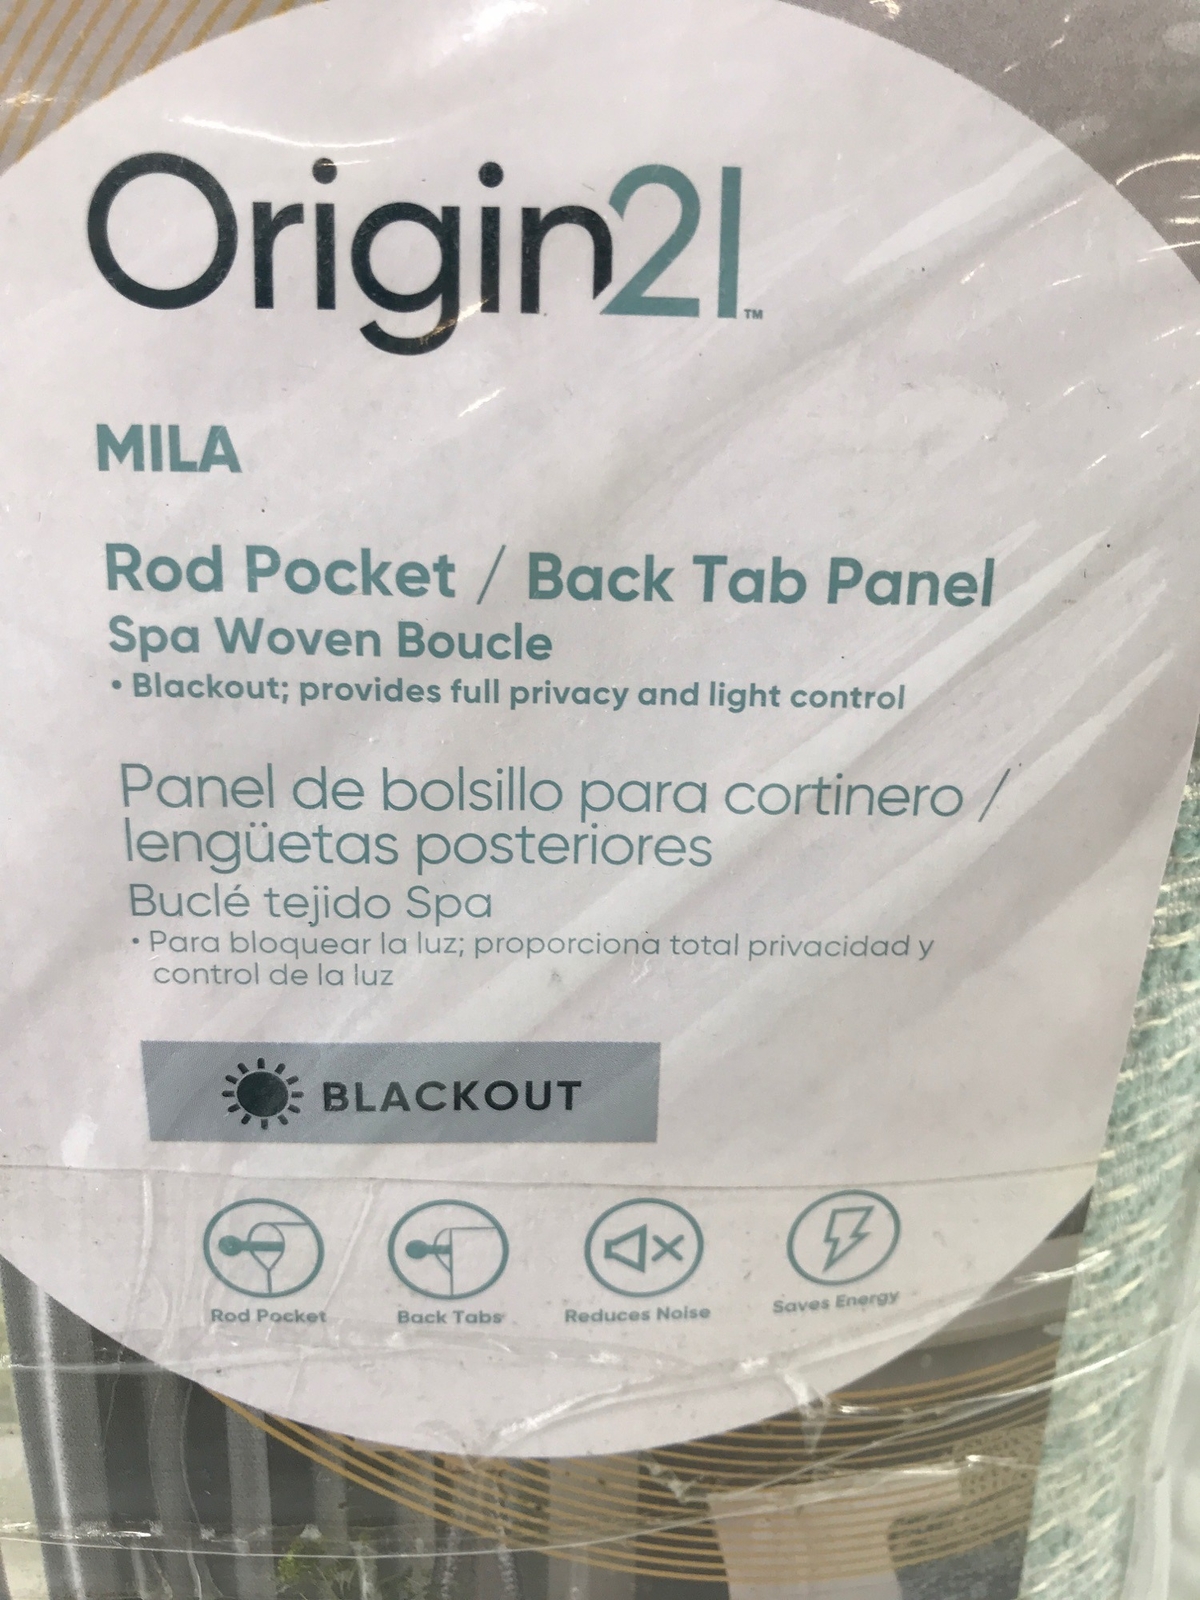 Origin21™
MILA
Rod Pocket / Back Tab Panel
Spa Woven Boucle
• Blackout; provides full privacy and light control
Panel de bolsillo para cortinero /
lengüetas posteriores
Buclé tejido Spa
• Para bloquear la luz; proporciona total privacidad y
control de la luz
BLACKOUT
Rod Pocket Back Tabs Reduces Noise Saves Energy